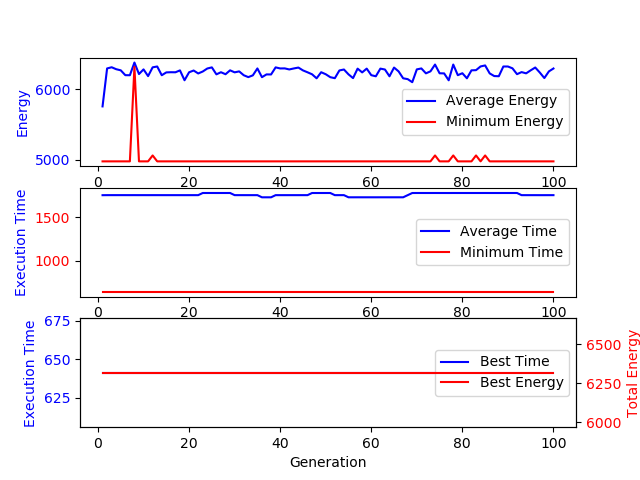 6000
5000
Energy
Average Energy
Minimum Energy
0 20 40 60 80 100
1500
1000
Execution Time
Average Time
Minimum Time
0 20 40 60 80 100
675
650
625
Execution Time
Best Time
Best Energy
6500
6250
6000
Total Energy
0 20 40 60 80 100
Generation